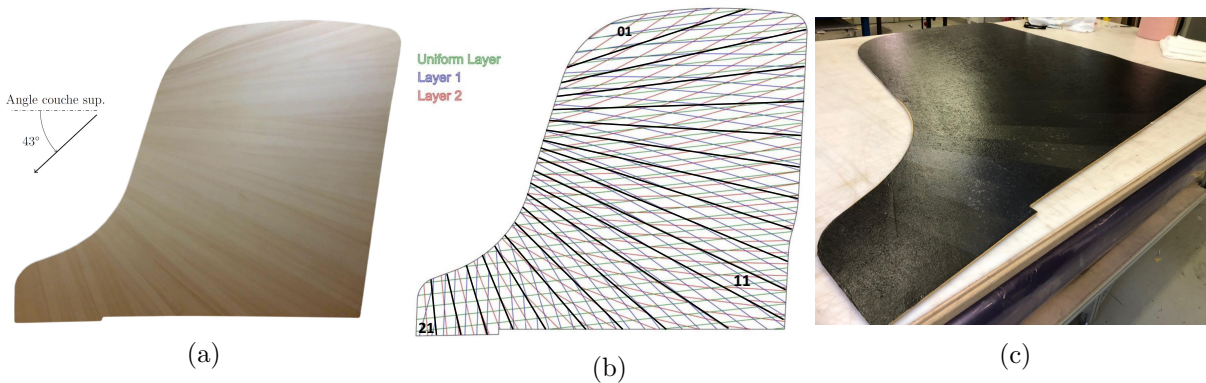 Angle couche sup.
43°
Uniform Layer
Layer 1
Layer 2
01
11
21
(a)
(b)
(c)